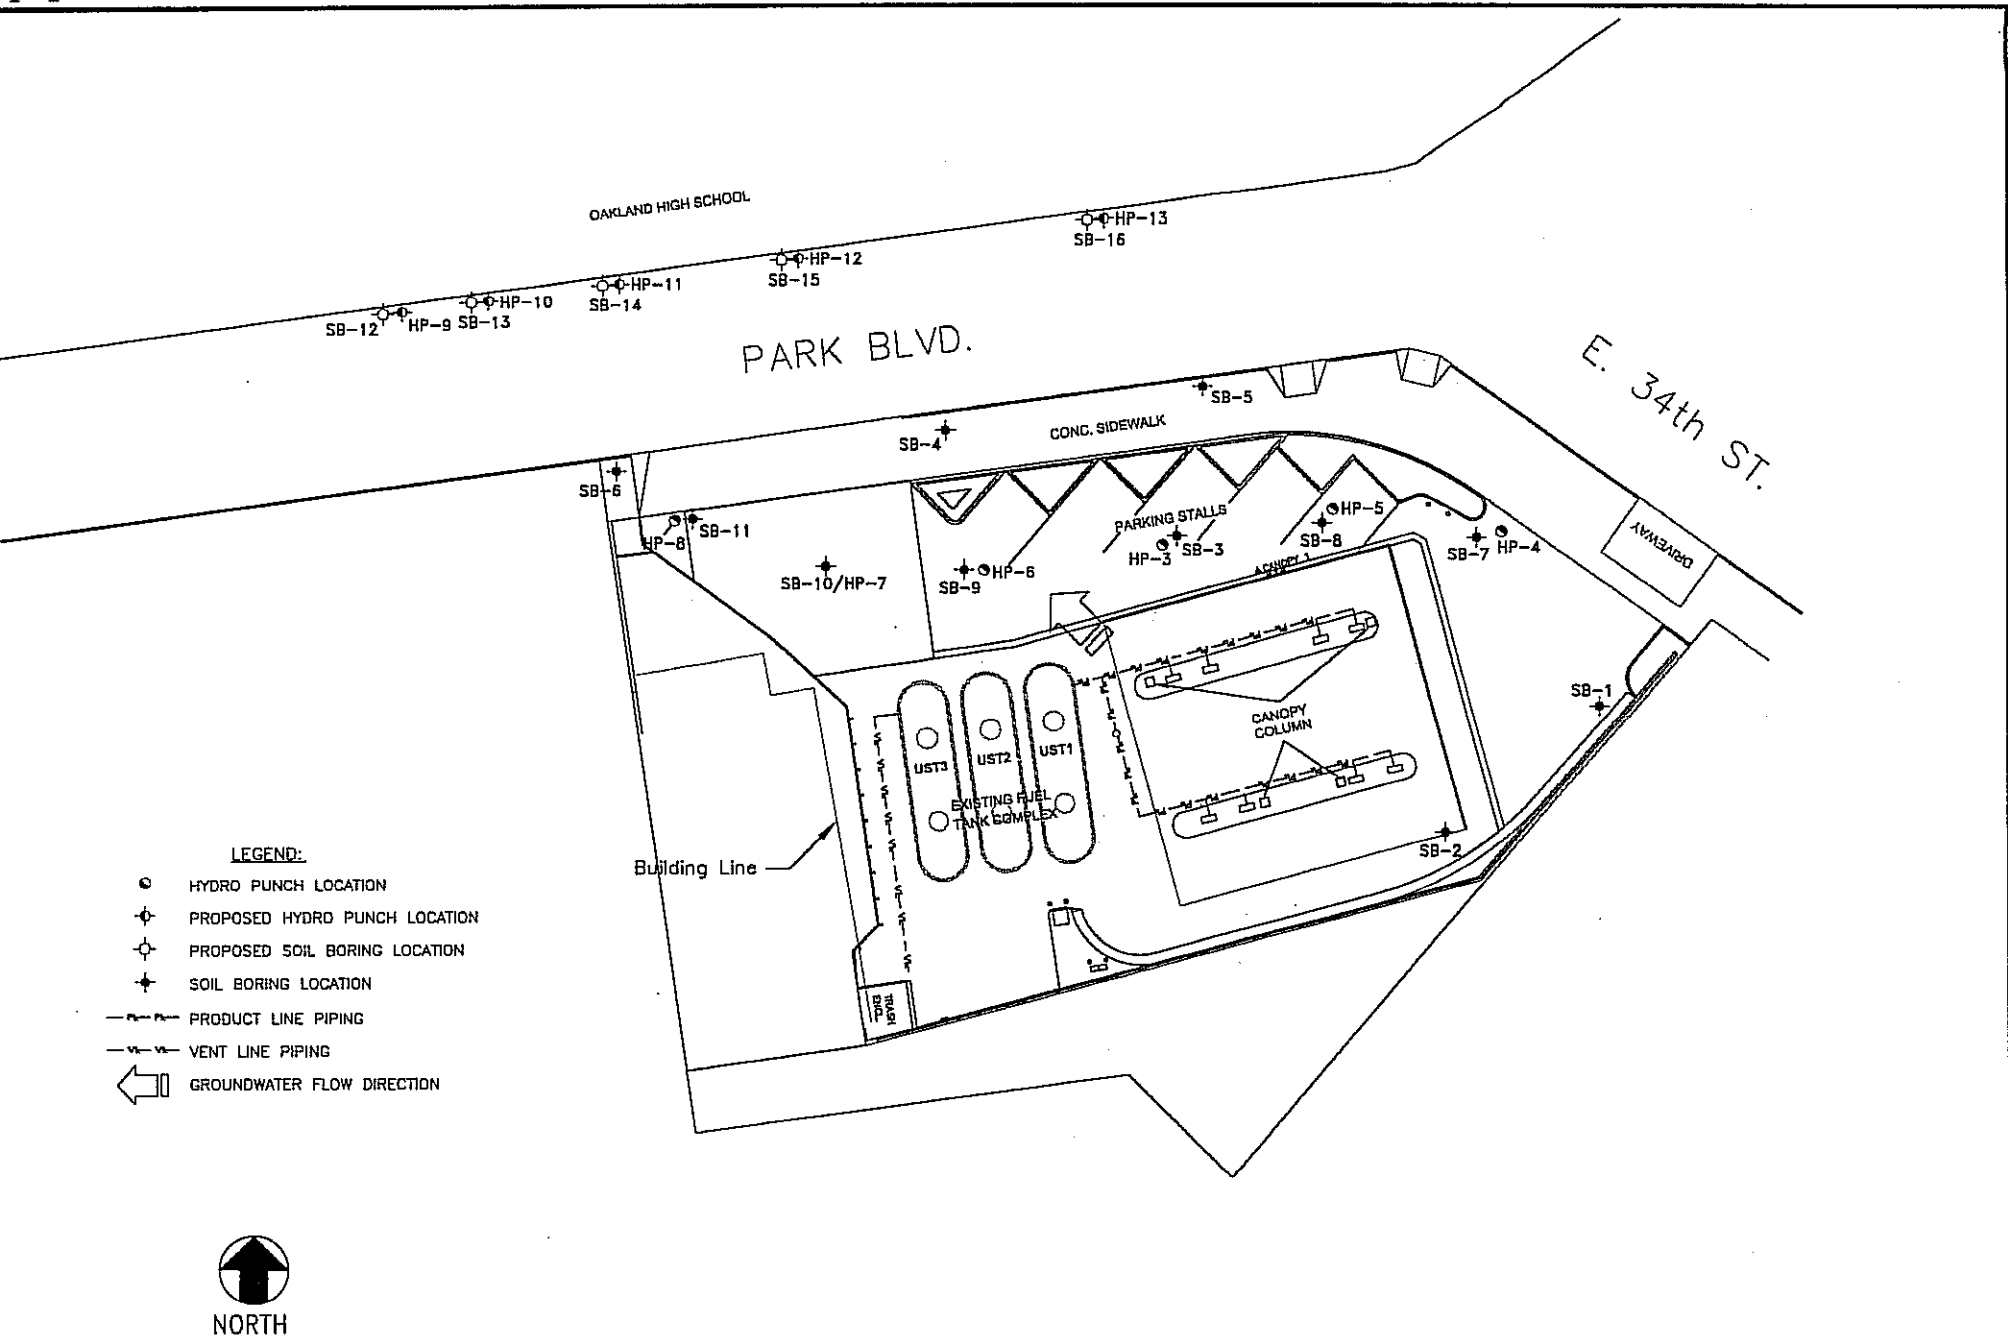 OAKLAND HIGH SCHOOL
HP-13
SB-16
HP-12
SB-15
HP-11
SB-14
HP-10
SB-13
SB-12
HP-9
PARK BLVD.
E. 34th ST.
SB-5
SB-4
CONC. SIDEWALK
SB-6
SB-11
HP-8
PARKING STALLS
HP-5
SB-8
HP-3
SB-3
SB-7
HP-4
DRIVEWAY
SB-10/HP-7
SB-9
HP-6
CANOPY
SB-1
CANOPY
COLUMN
UST3
UST2
UST1
EXISTING FUEL
TANK COMPLEX
SB-2
Building Line
TRASH
ENCL.
LEGEND:
HYDRO PUNCH LOCATION
PROPOSED HYDRO PUNCH LOCATION
PROPOSED SOIL BORING LOCATION
SOIL BORING LOCATION
PRODUCT LINE PIPING
VENT LINE PIPING
GROUNDWATER FLOW DIRECTION
NORTH